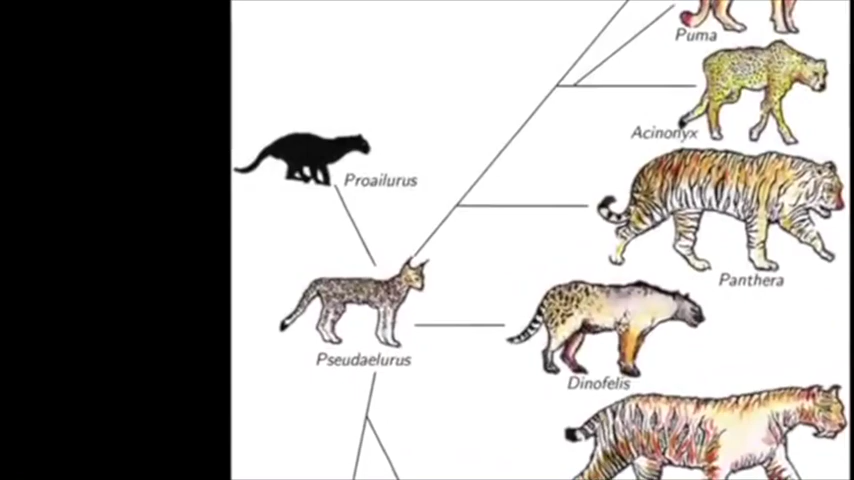 Puma
Acinonyx
Proailurus
Panthera
Pseudaelurus
Dinofelis